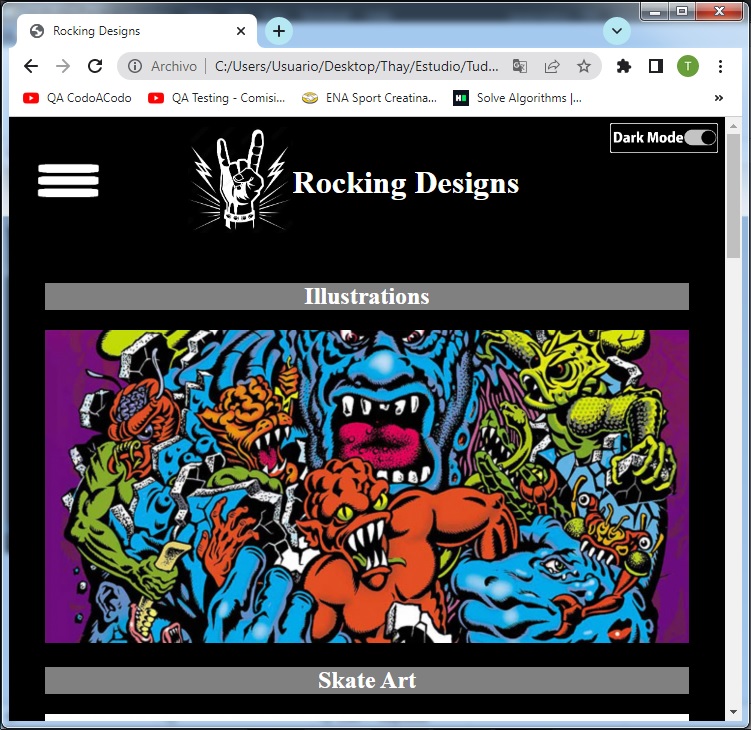 Rocking Designs
Archivo
C:/Users/Usuario/Desktop/Thay/Estudio/Tud...
T
QA CodoACodo
QA Testing - Comisi...
ENA Sport Creatina...
Solve Algorithms |...
»
Dark Mode
Rocking Designs
Illustrations
Skate Art